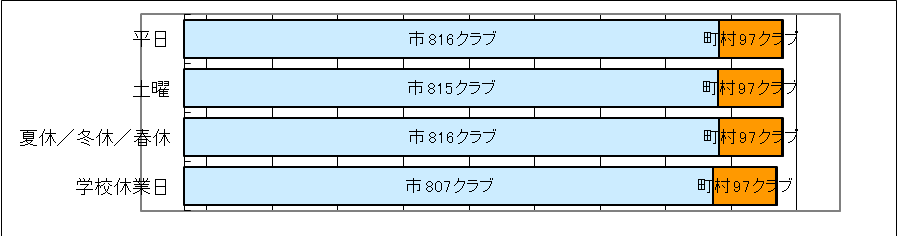 平日 市816クラブ 町村97クラブ
土曜 市815クラブ 町村97クラブ
夏休／冬休／春休 市816クラブ 町村97クラブ
学校休業日 市807クラブ 町村97クラブ